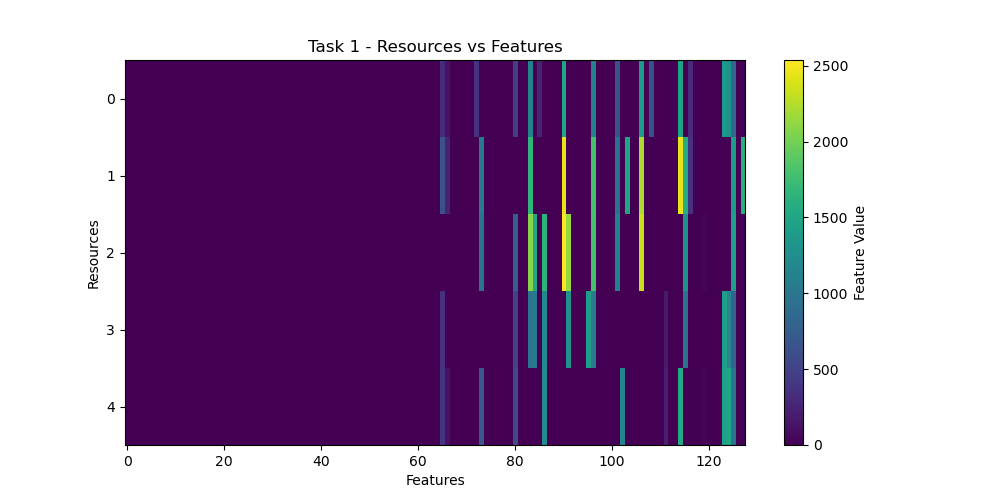 Task 1 - Resources vs Features
Resources
0
1
2
3
4
0 20 40 60 80 100 120
Features
2500
2000
1500
1000
500
0
Feature Value